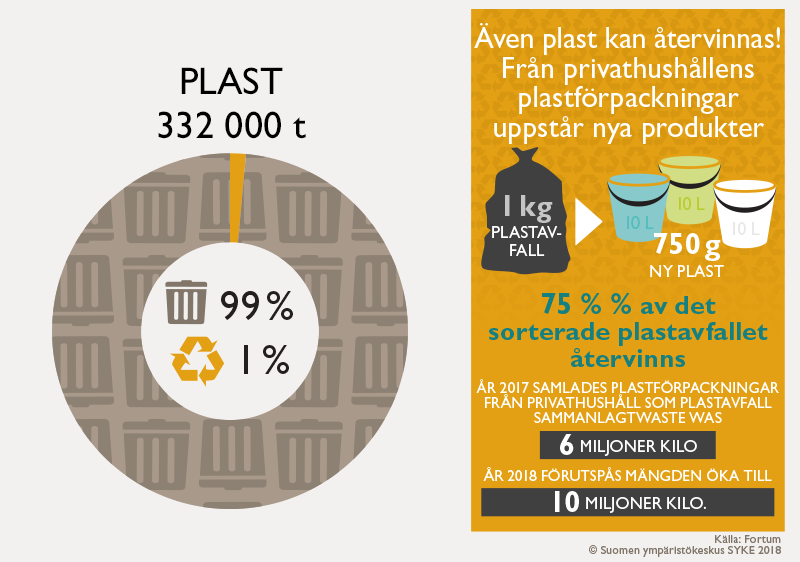 PLAST
332 000 t
99 %
1 %
Även plast kan återvinnas!
Från privathushållens
plastförpackningar
uppstår nya produkter
1 kg
PLASTAV-
FALL
10 L
10 L
10 L
750 g
NY PLAST
75 % % av det
sorterade plastavfallet
återvinns
ÅR 2017 SAMLADES PLASTFÖRPACKNINGAR
FRÅN PRIVATHUSHÅLL SOM PLASTAVFALL
SAMMANLAGTWASTE WAS
6 MILJONER KILO
ÅR 2018 FÖRUTSPÅS MÄNGDEN ÖKA TILL
10 MILJONER KILO.
Källa: Fortum
© Suomen ympäristökeskus SYKE 2018